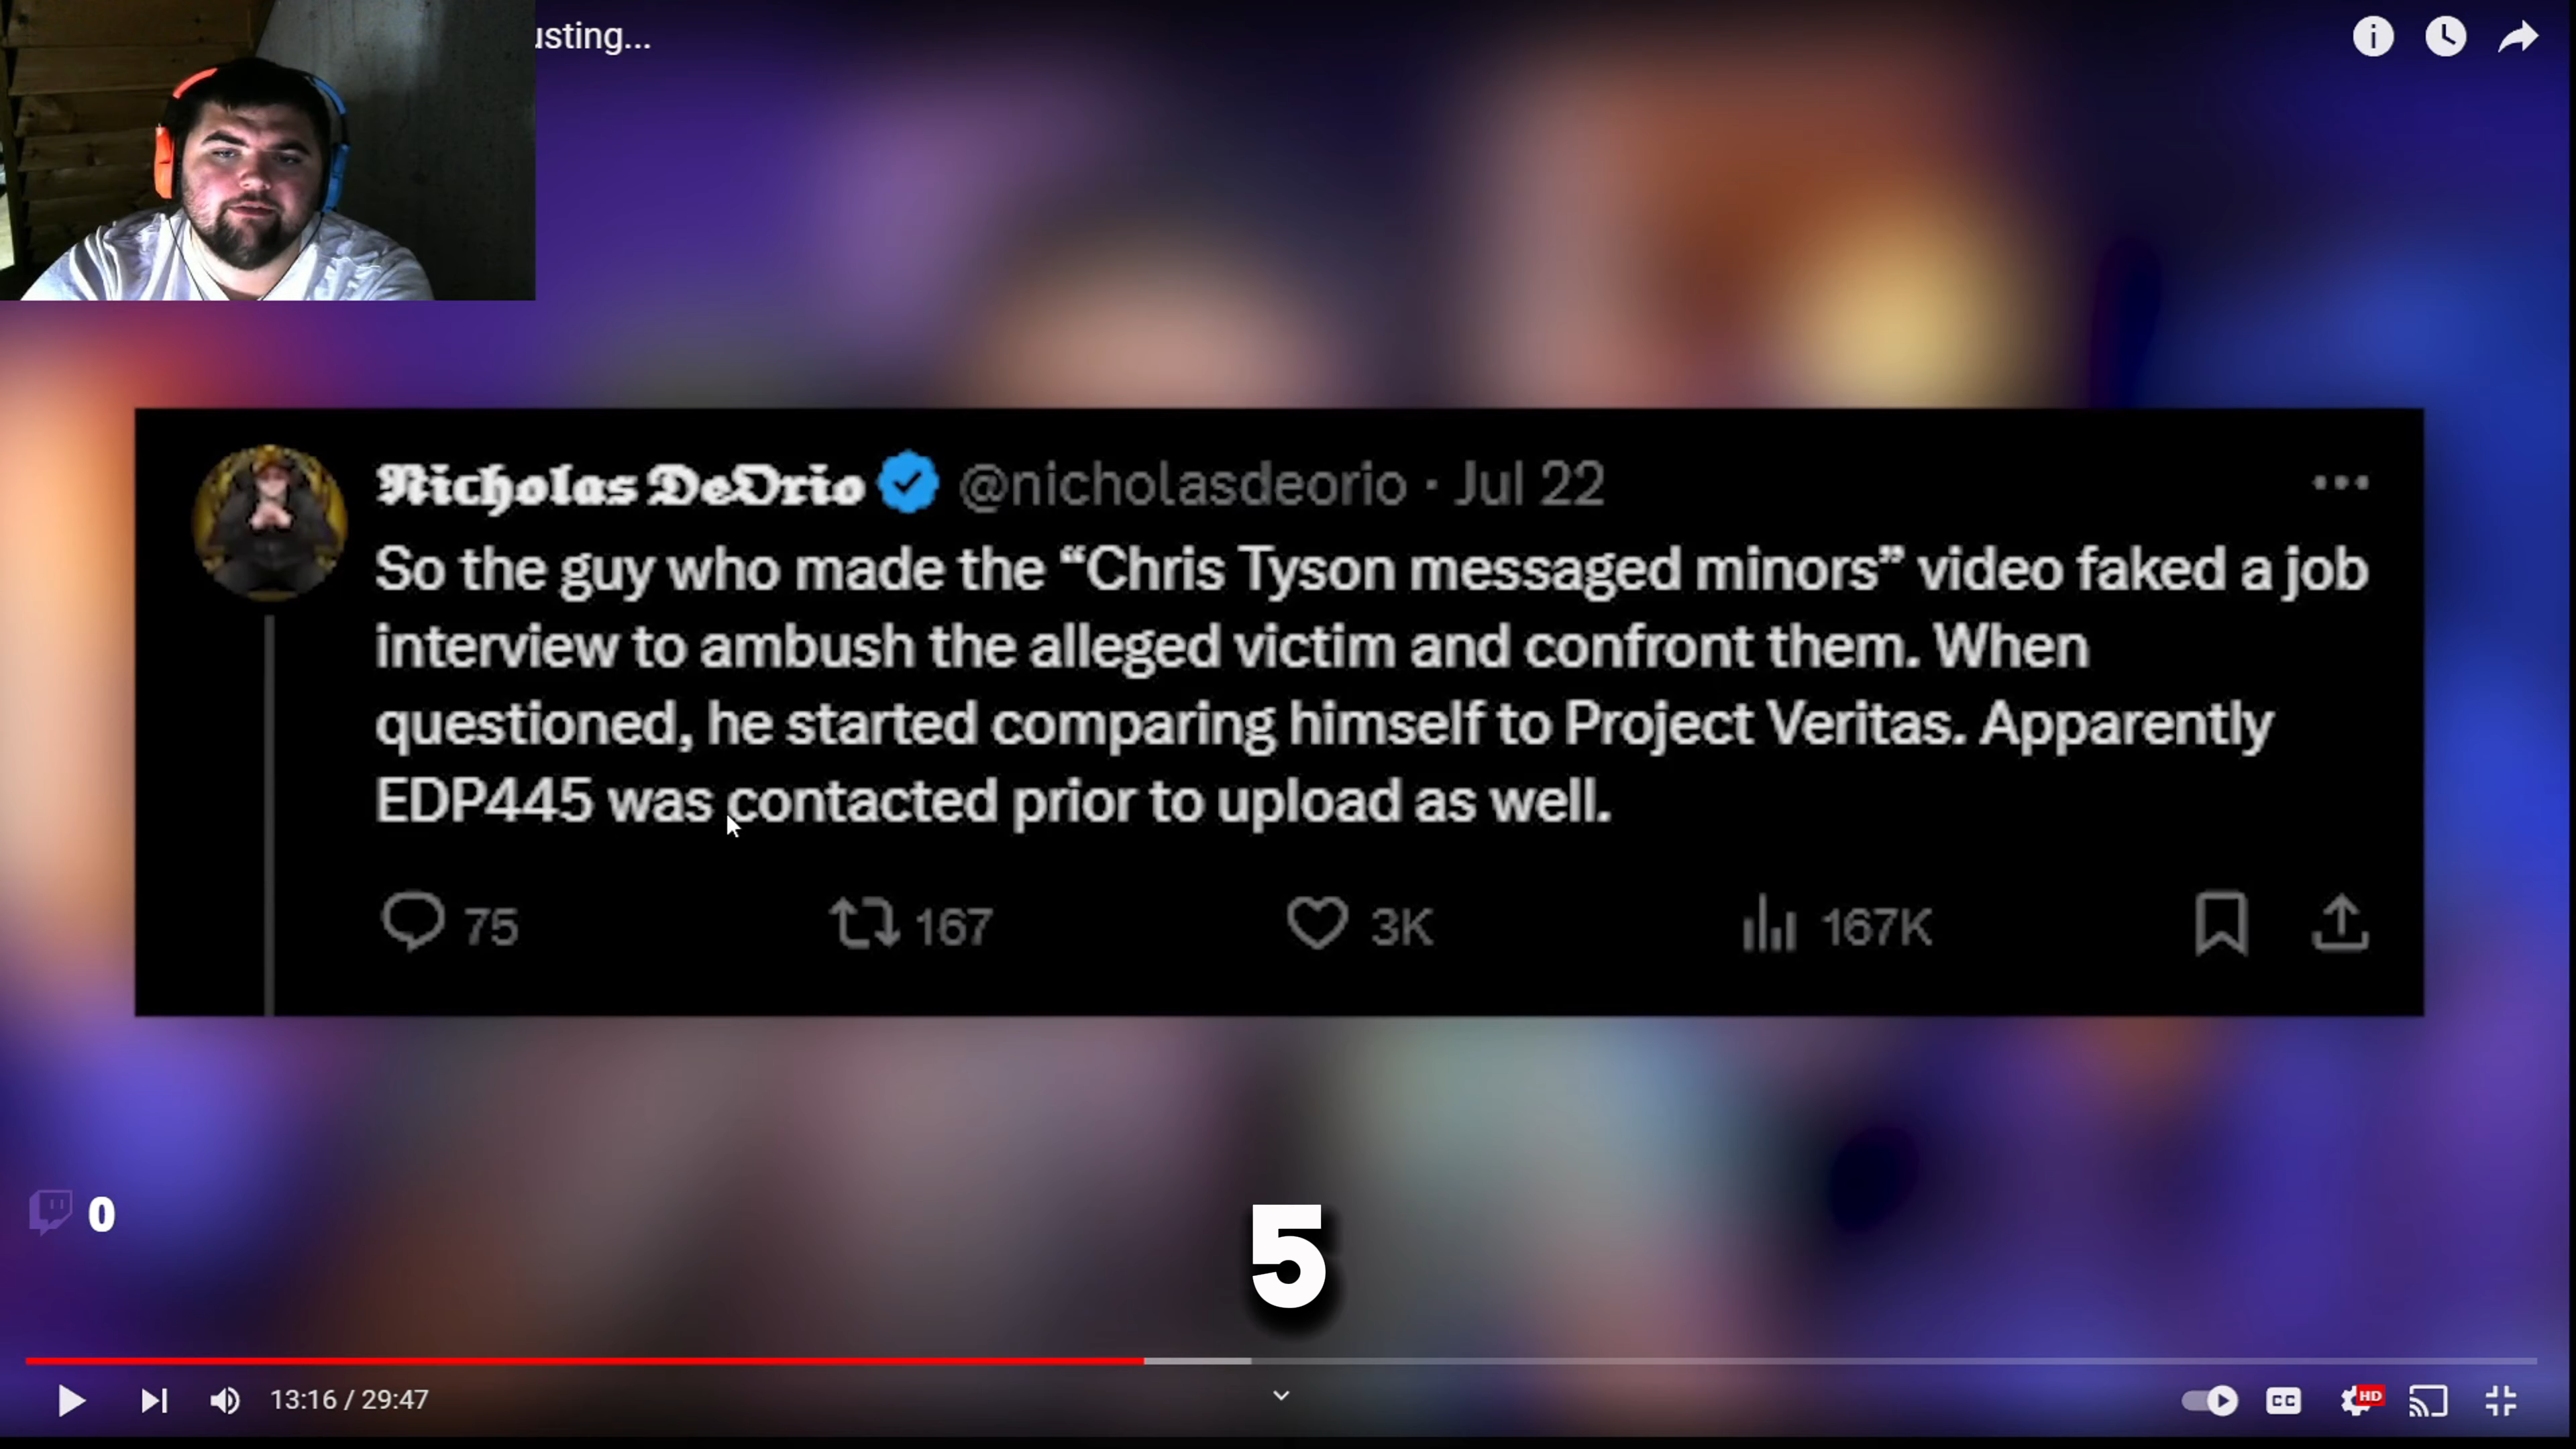 usting...
Nicholas DeOrio @nicholasdeorio · Jul 22
So the guy who made the “Chris Tyson messaged minors” video faked a job
interview to ambush the alleged victim and confront them. When
questioned, he started comparing himself to Project Veritas. Apparently
EDP445 was contacted prior to upload as well.
75 167 3K 167K
0
5
13:16 / 29:47 CC HD